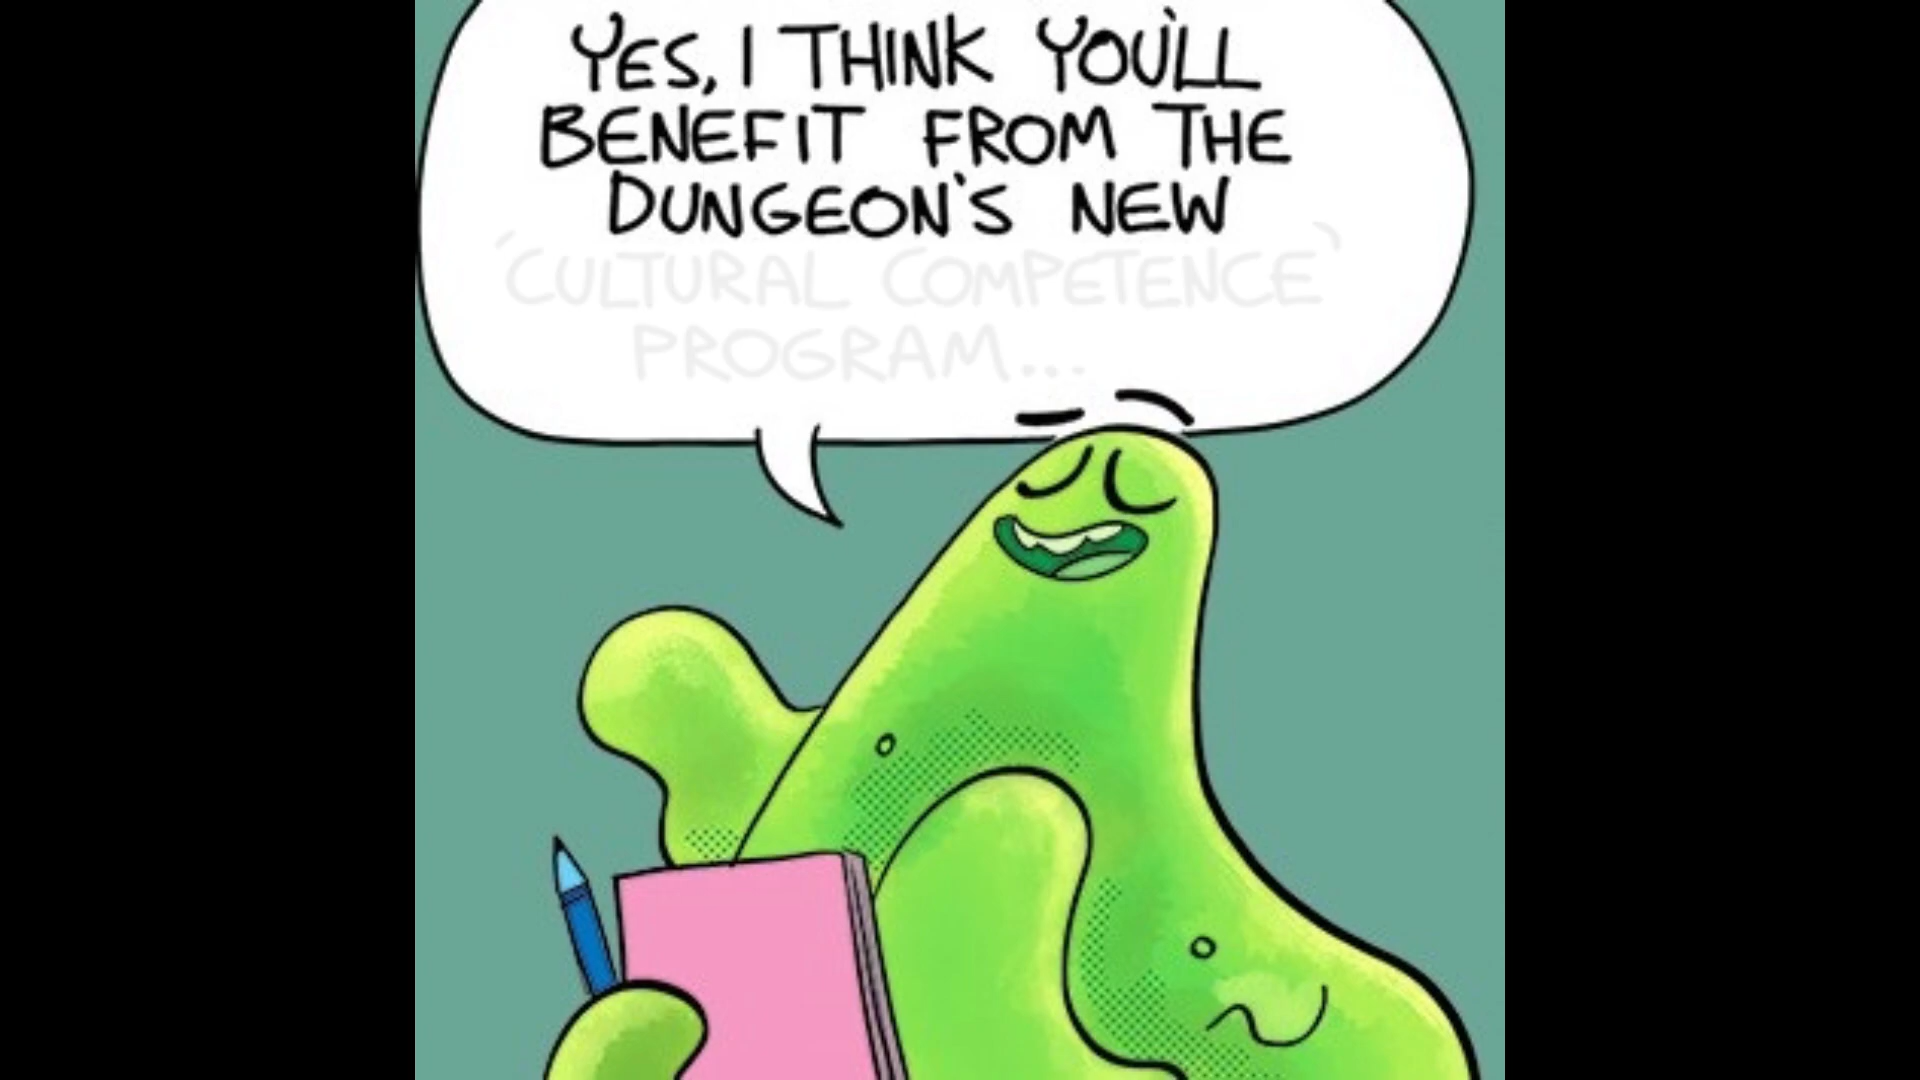 YES, I THINK YOU'LL
BENEFIT FROM THE
DUNGEON'S NEW
'CULTURAL COMPETENCE'
PROGRAM...